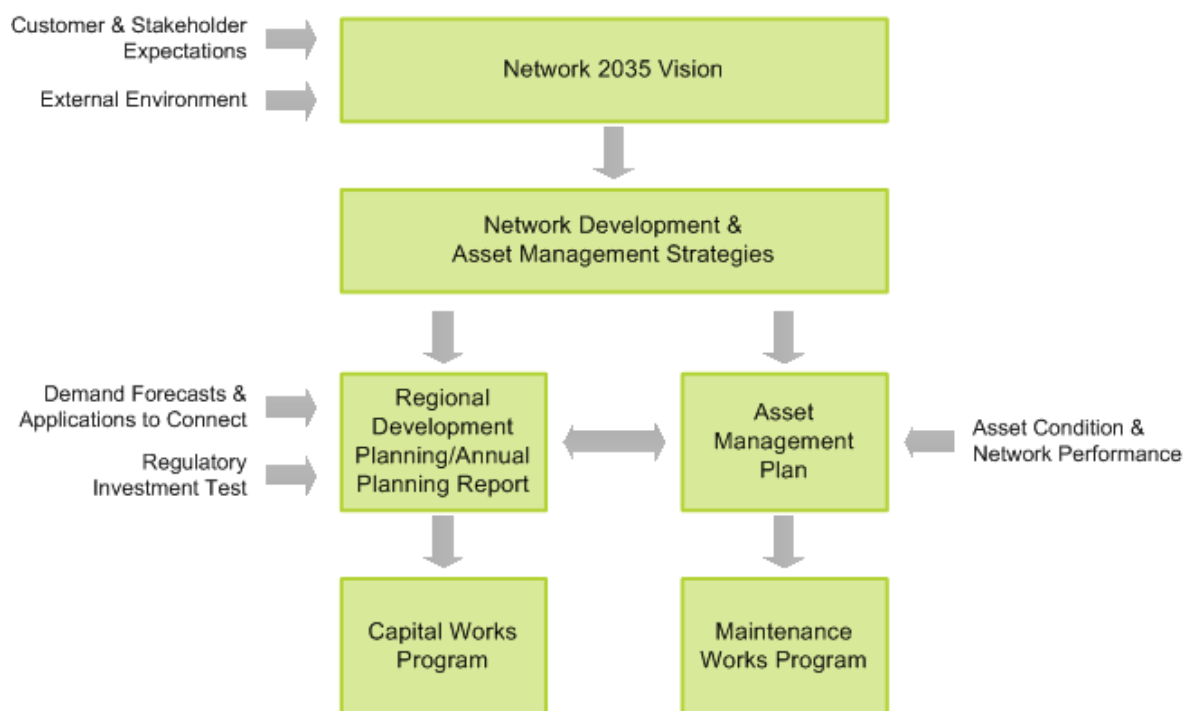 Customer & Stakeholder
Expectations
External Environment
Network 2035 Vision
Network Development &
Asset Management Strategies
Demand Forecasts &
Applications to Connect
Regulatory
Investment Test
Regional
Development
Planning/Annual
Planning Report
Asset
Management
Plan
Asset Condition &
Network Performance
Capital Works
Program
Maintenance
Works Program